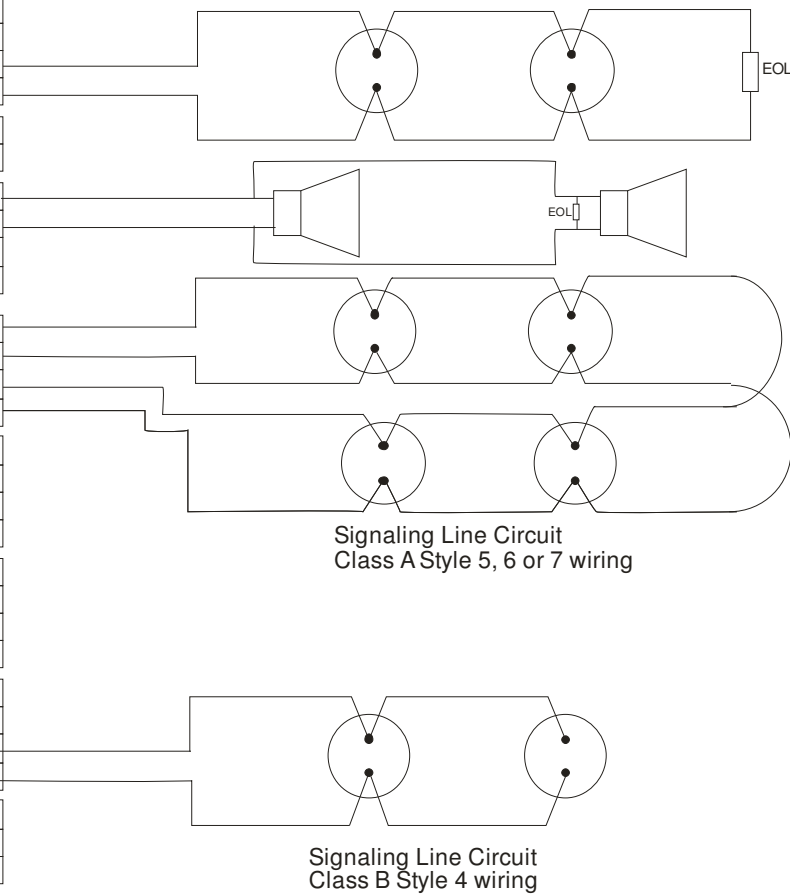 EOL
EOL
Signaling Line Circuit
Class A Style 5, 6 or 7 wiring
Signaling Line Circuit
Class B Style 4 wiring